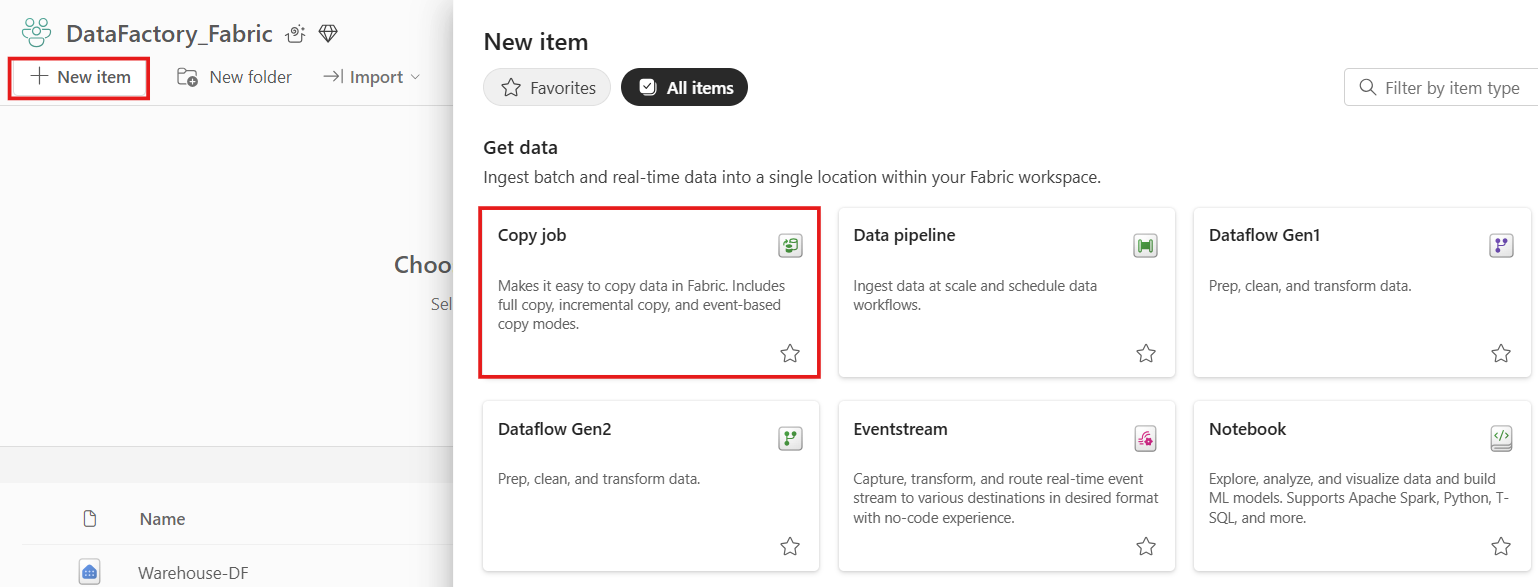 DataFactory_Fabric
New item
New folder
Import
Choo
Sel
Name
Warehouse-DF
New item
Favorites
All items
Filter by item type
Get data
Ingest batch and real-time data into a single location within your Fabric workspace.
Copy job
Makes it easy to copy data in Fabric. Includes
full copy, incremental copy, and event-based
copy modes.
Data pipeline
Ingest data at scale and schedule data
workflows.
Dataflow Gen1
Prep, clean, and transform data.
Dataflow Gen2
Prep, clean, and transform data.
Eventstream
Capture, transform, and route real-time event
stream to various destinations in desired format
with no-code experience.
Notebook
Explore, analyze, and visualize data and build
ML models. Supports Apache Spark, Python, T-
SQL, and more.